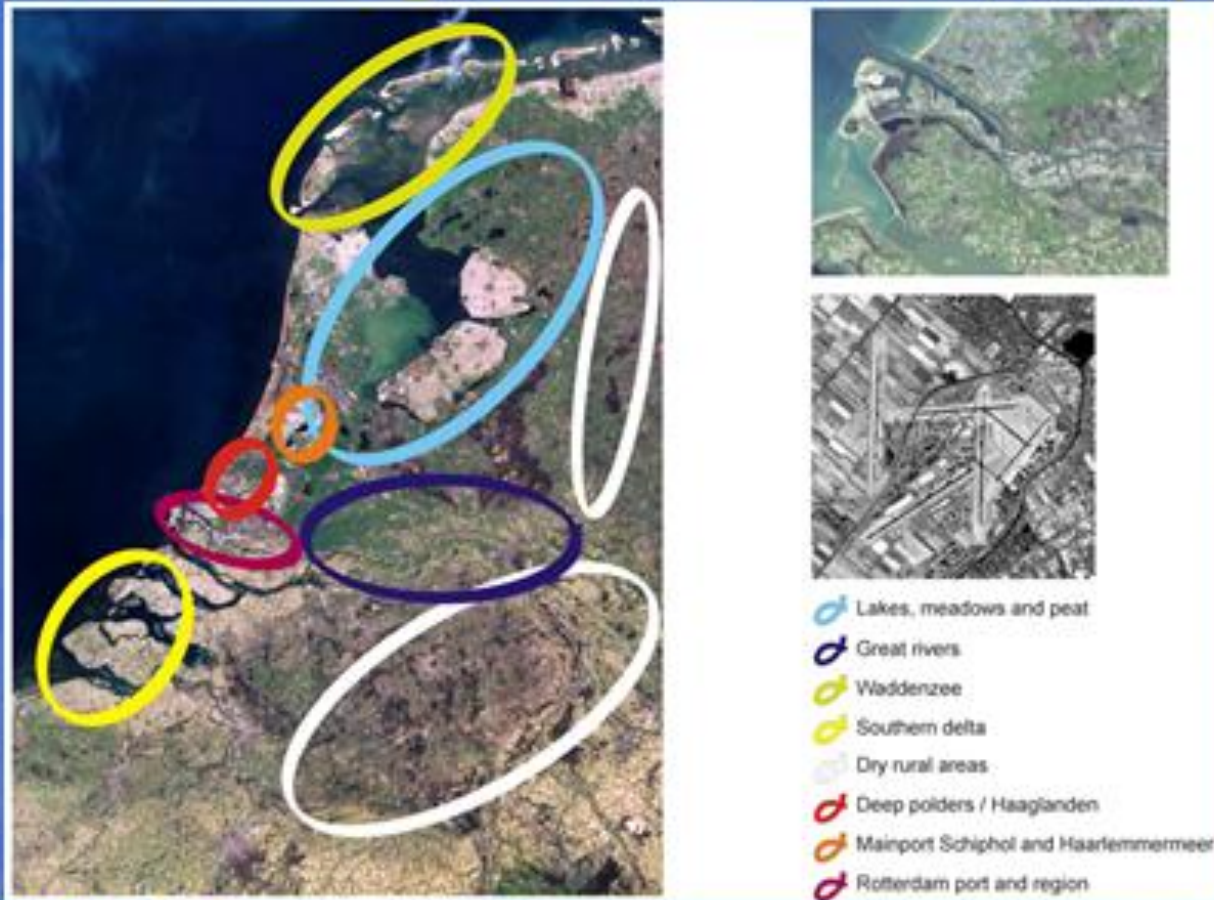 Lakes, meadows and peat
Great rivers
Waddenzee
Southern delta
Dry rural areas
Deep polders / Haaglanden
Mainport Schiphol and Haarlemmermeer
Rotterdam port and region